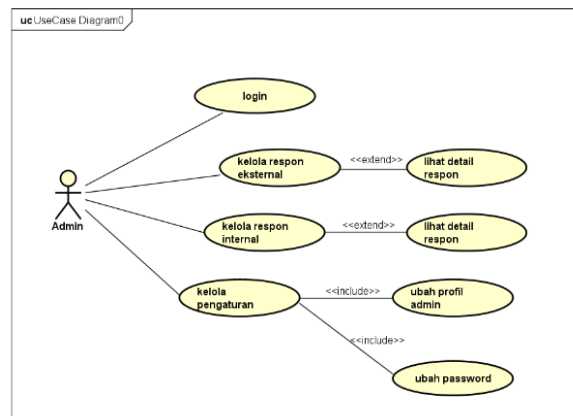 uc UseCase Diagram0
login
kelola respon
eksternal
<<extend>>
lihat detail
respon
Admin
kelola respon
internal
<<extend>>
lihat detail
respon
kelola
pengaturan
<<include>>
ubah profil
admin
<<include>>
ubah password